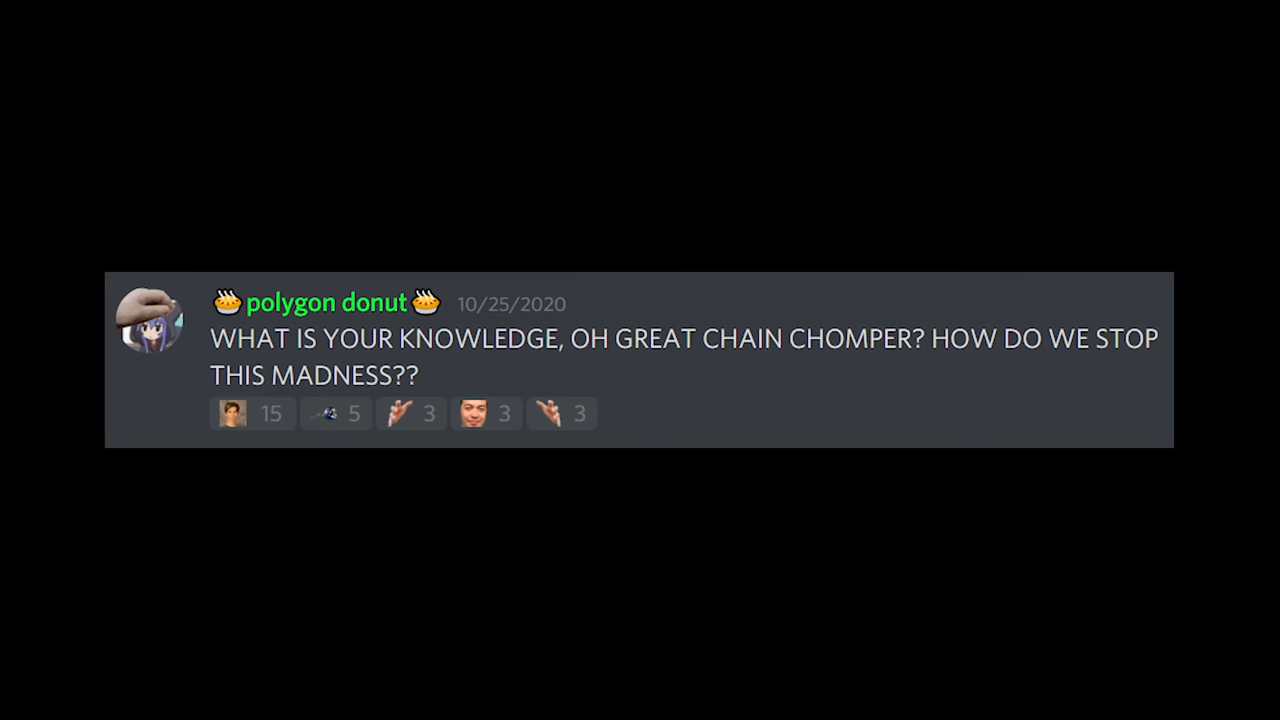 🥧polygon donut🥧 10/25/2020
WHAT IS YOUR KNOWLEDGE, OH GREAT CHAIN CHOMPER? HOW DO WE STOP
THIS MADNESS??
15 5 3 3 3